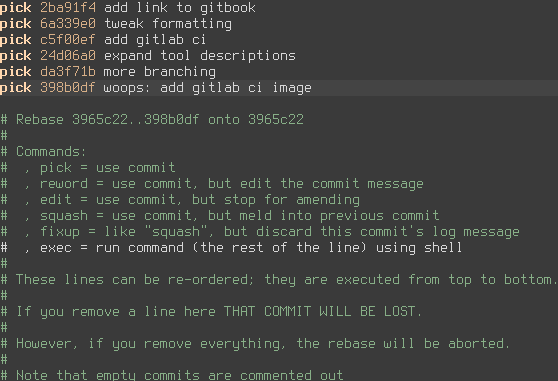 pick 2ba91f4 add link to gitbook
pick 6a339e0 tweak formatting
pick c5f00ef add gitlab ci
pick 24d06a0 expand tool descriptions
pick da3f71b more branching
pick 398b0df woops: add gitlab ci image
# Rebase 3965c22..398b0df onto 3965c22
#
# Commands:
#  , pick = use commit
#  , reword = use commit, but edit the commit message
#  , edit = use commit, but stop for amending
#  , squash = use commit, but meld into previous commit
#  , fixup = like "squash", but discard this commit's log message
#  , exec = run command (the rest of the line) using shell
#
# These lines can be re-ordered; they are executed from top to bottom.
#
# If you remove a line here THAT COMMIT WILL BE LOST.
#
# However, if you remove everything, the rebase will be aborted.
#
# Note that empty commits are commented out